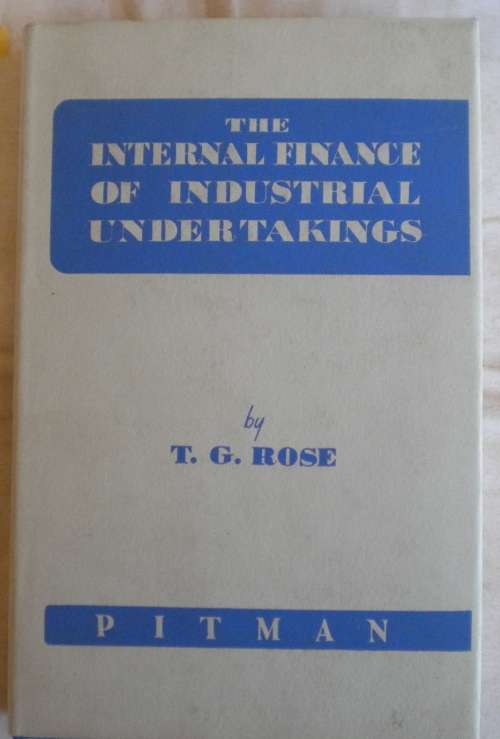 THE
INTERNAL FINANCE
OF INDUSTRIAL
UNDERTAKINGS
by
T. G. ROSE
PITMAN